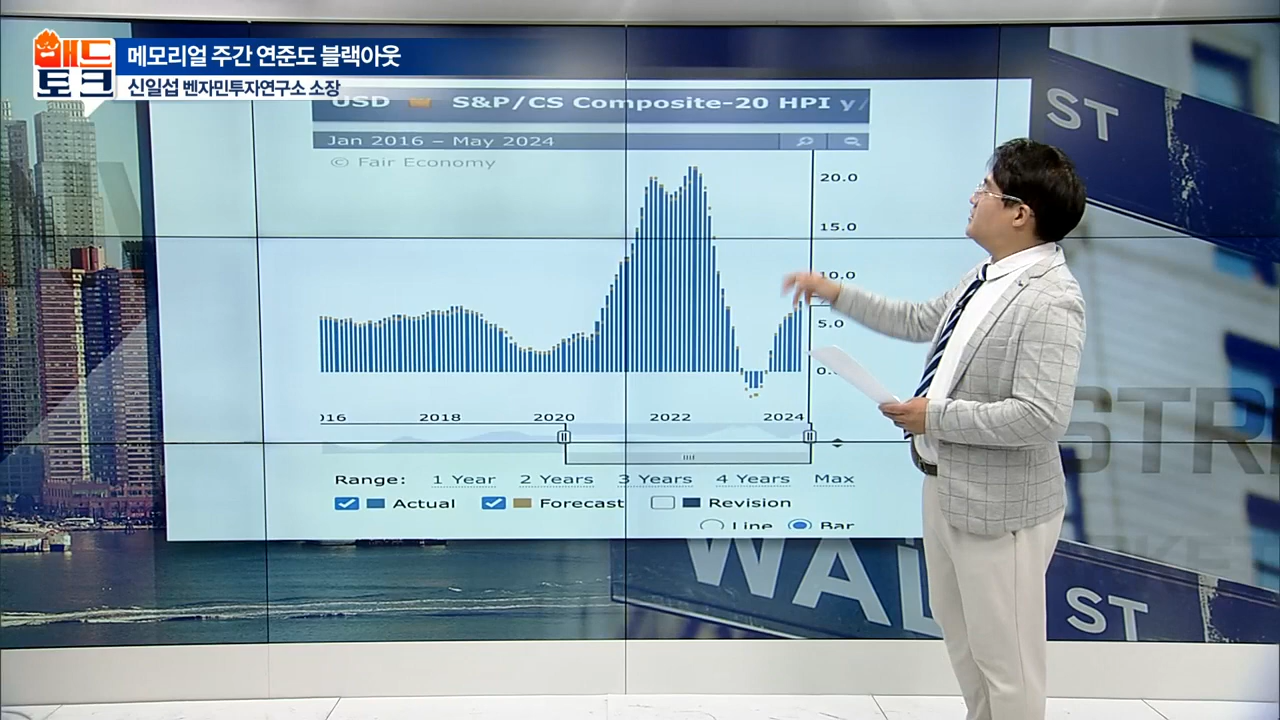 매드
토크
메모리얼 주간 연준도 블랙아웃
신일섭 벤자민투자연구소 소장
USD S&P/CS Composite-20 HPI y/
Jan 2016 – May 2024
© Fair Economy
20.0
15.0
10.0
5.0
0.
016 2018 2020 2022 2024
Range: 1 Year 2 Years 3 Years 4 Years Max
Actual Forecast Revision
Line Bar
ST
STR
WAL
ST